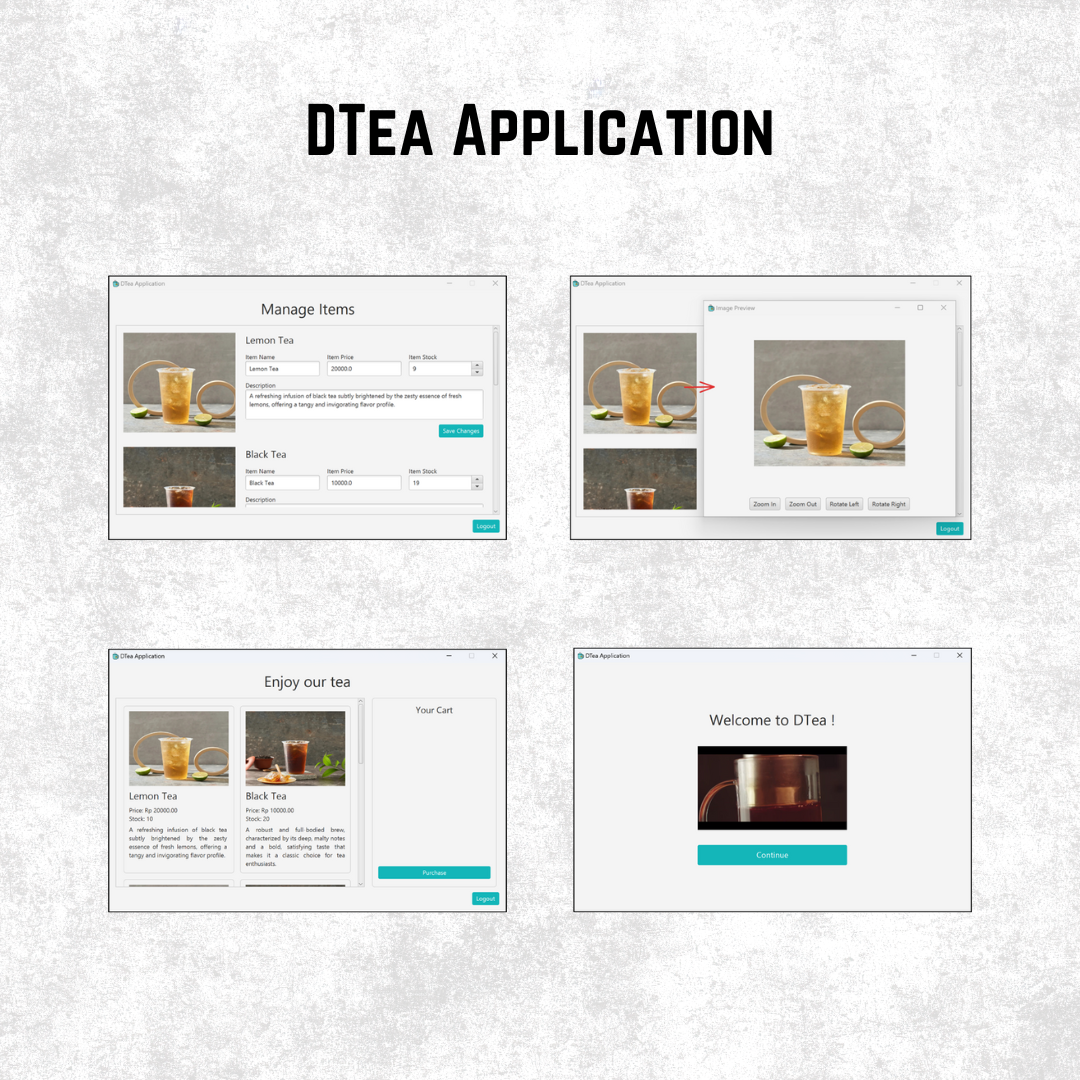 DTea Application
DTea Application
Manage Items
Lemon Tea
Item Name Item Price Item Stock
Lemon Tea 20000.0 9
Description
A refreshing infusion of black tea subtly brightened by the zesty essence of fresh
lemons, offering a tangy and invigorating flavor profile.
Save Changes
Black Tea
Item Name Item Price Item Stock
Black Tea 10000.0 19
Description
Logout
DTea Application
Image Preview
Zoom In Zoom Out Rotate Left Rotate Right
Logout
DTea Application
Enjoy our tea
Lemon Tea
Price: Rp 20000.00
Stock: 10
A refreshing infusion of black tea
subtly brightened by the zesty
essence of fresh lemons, offering a
tangy and invigorating flavor profile.
Black Tea
Price: Rp 10000.00
Stock: 20
A robust and full-bodied brew,
characterized by its deep, malty notes
and a bold, satisfying taste that
makes it a classic choice for tea
enthusiasts.
Your Cart
Purchase
Logout
DTea Application
Welcome to DTea !
Continue